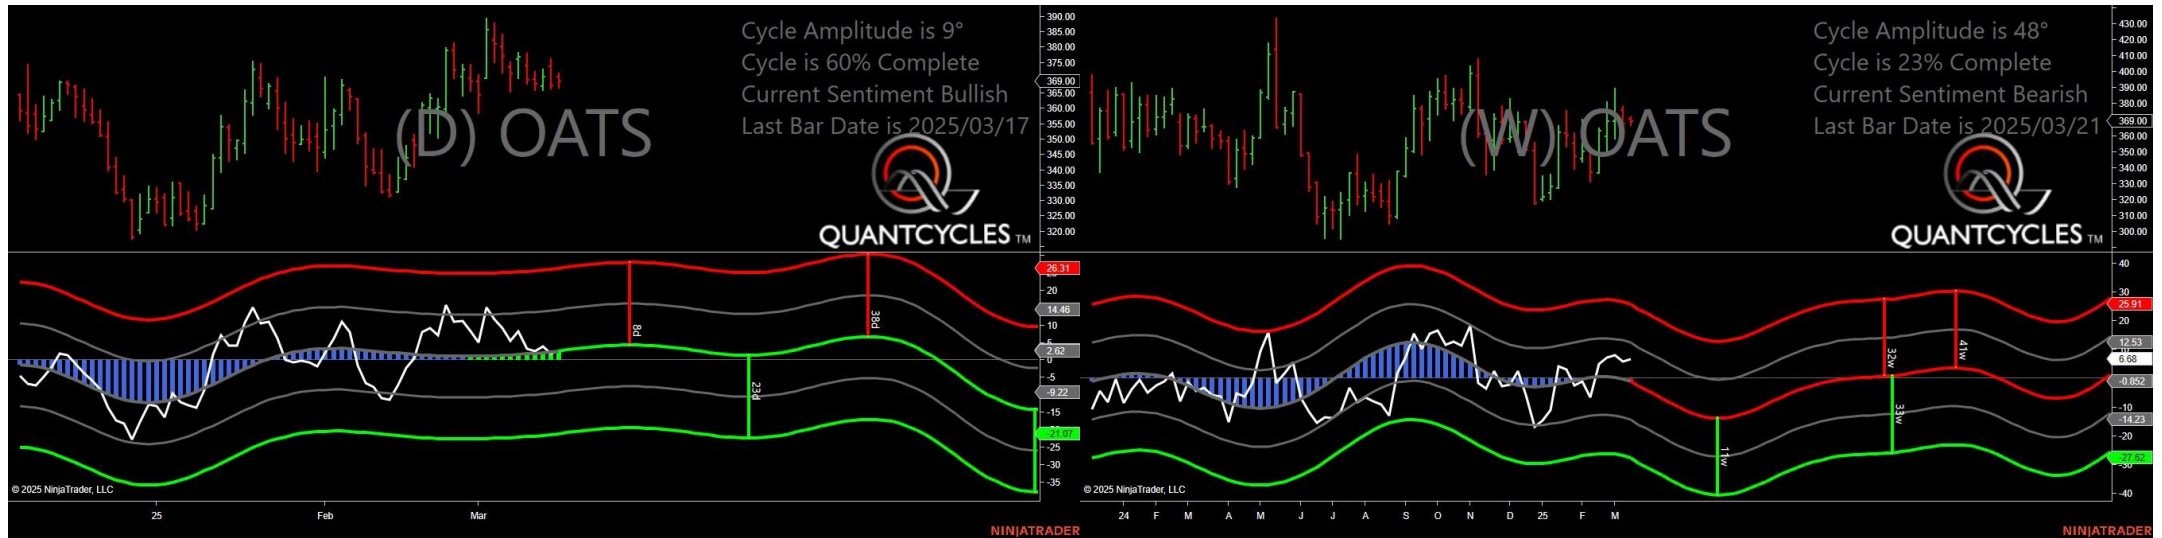 Cycle Amplitude is 9°
Cycle is 60% Complete
Current Sentiment Bullish
Last Bar Date is 2025/03/17
(D) OATS
QUANTCYCLES TM
390.00
385.00
380.00
375.00
369.00
365.00
360.00
355.00
350.00
345.00
340.00
335.00
330.00
325.00
320.00
26.31
20
14.46
10
5
2.62
0
-5
-9.22
-15
-21.07
-25
-30
-35
8d
23d
38d
© 2025 NinjaTrader, LLC
25
Feb
Mar
NINJATRADER
Cycle Amplitude is 48°
Cycle is 23% Complete
Current Sentiment Bearish
Last Bar Date is 2025/03/21
(W) OATS
QUANTCYCLES TM
430.00
420.00
410.00
400.00
390.00
380.00
369.00
360.00
350.00
340.00
330.00
320.00
310.00
300.00
40
30
25.91
20
12.53
6.68
-0.852
-10
-14.23
-20
-27.62
-30
-40
11w
32w
33w
41w
© 2025 NinjaTrader, LLC
24 F M A M J J A S O N D 25 F M
NINJATRADER